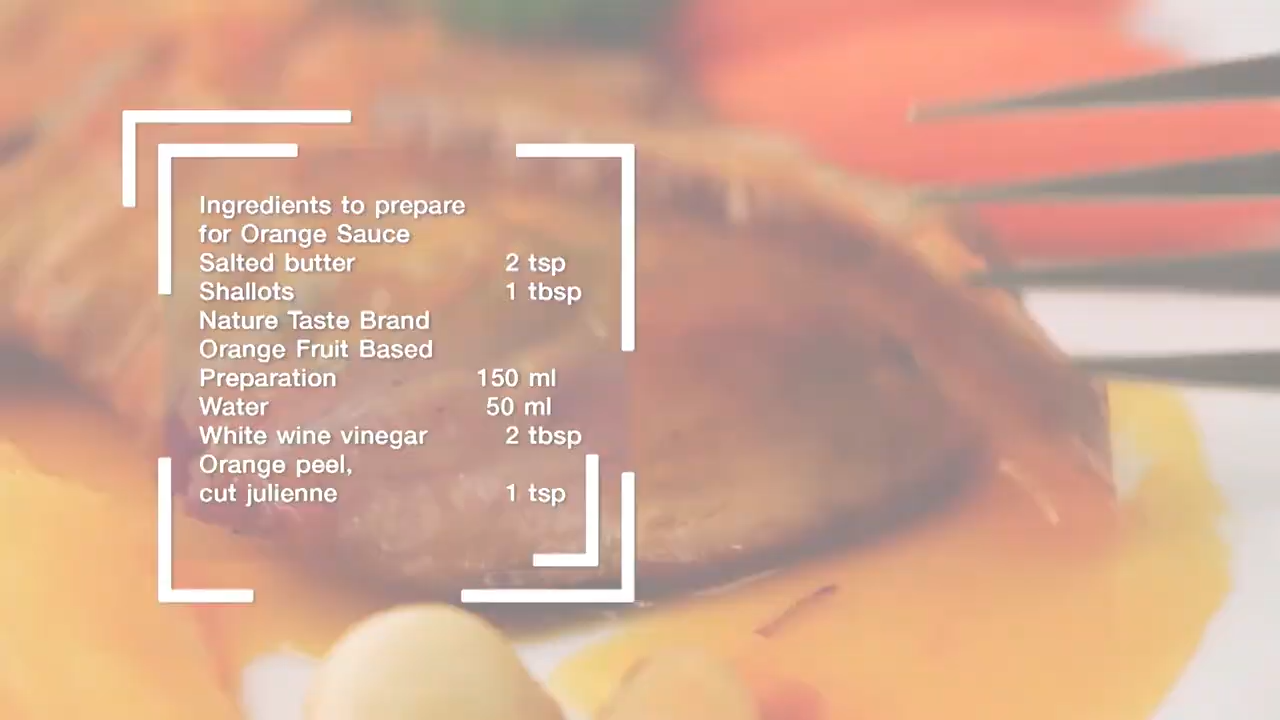 Ingredients to prepare
for Orange Sauce
Salted butter 2 tsp
Shallots 1 tbsp
Nature Taste Brand
Orange Fruit Based
Preparation 150 ml
Water 50 ml
White wine vinegar 2 tbsp
Orange peel,
cut julienne 1 tsp